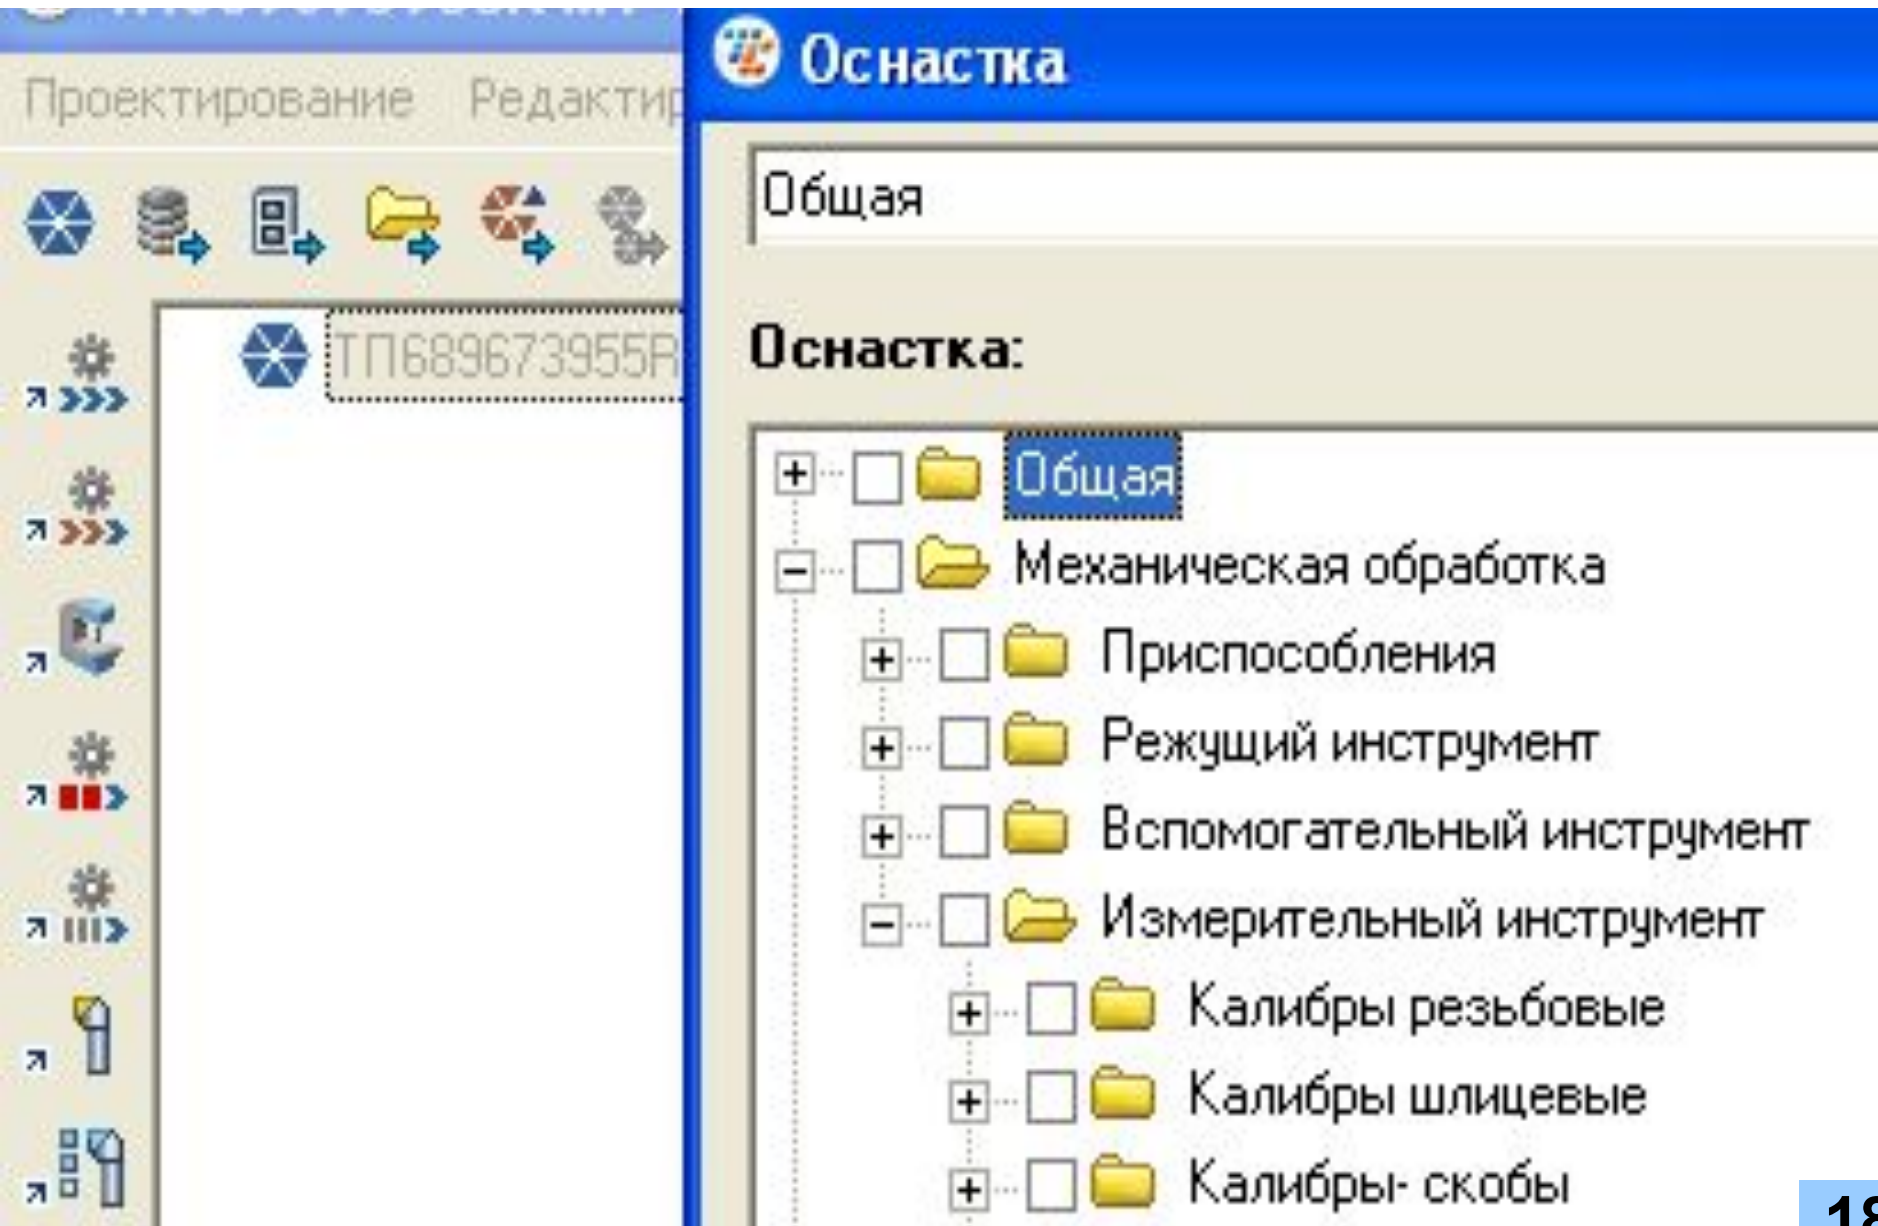 Проектирование
Оснастка
Общая
ТП689673955R
Оснастка:
Общая
Механическая обработка
Приспособления
Режущий инструмент
Вспомогательный инструмент
Измерительный инструмент
Калибры резьбовые
Калибры шлицевые
Калибры- скобы
18